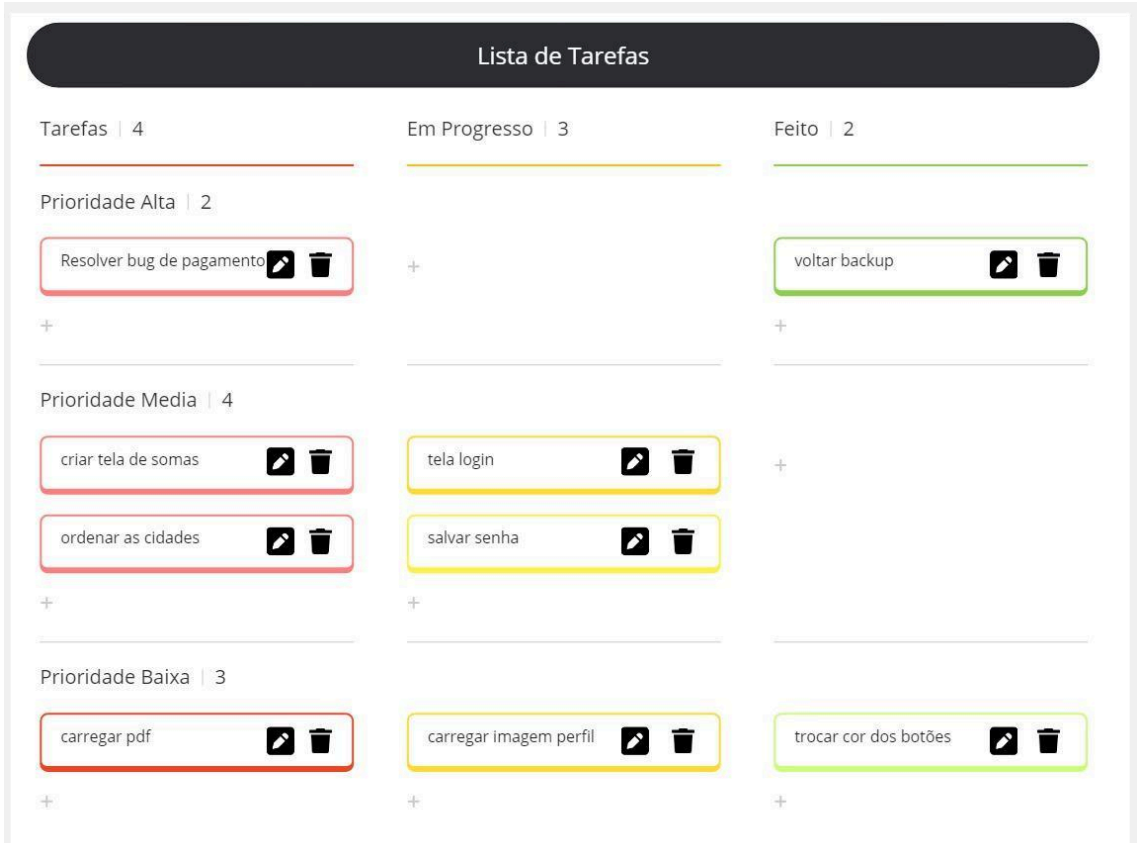 Lista de Tarefas
Tarefas | 4
Em Progresso | 3
Feito | 2
Prioridade Alta | 2
Resolver bug de pagamento
+
voltar backup
+
+
Prioridade Media | 4
criar tela de somas
tela login
+
ordenar as cidades
salvar senha
+
+
Prioridade Baixa | 3
carregar pdf
carregar imagem perfil
trocar cor dos botões
+
+
+